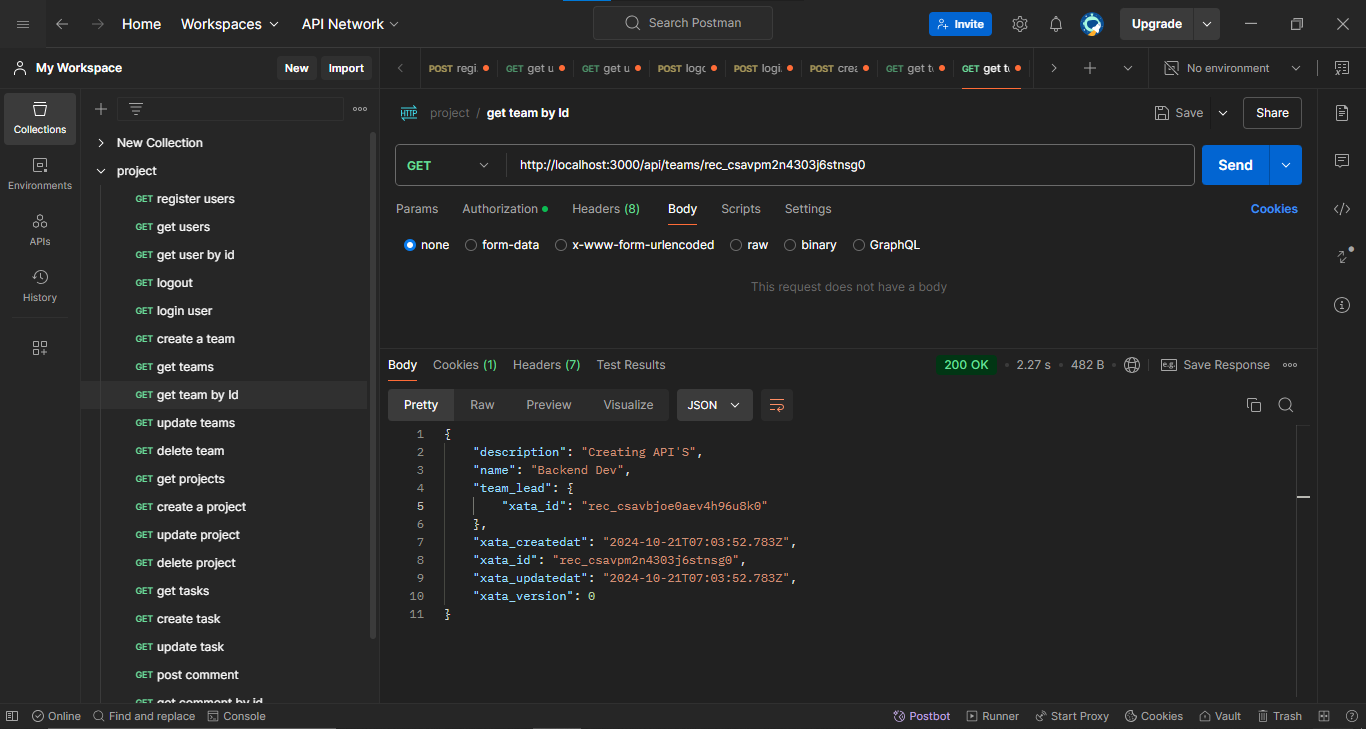 Home Workspaces API Network Search Postman Invite Upgrade
My Workspace New Import POST regi GET get u GET get u POST logo POST logi POST crea GET get t GET get t No environment
Collections
Environments
APIs
History
New Collection
project
GET register users
GET get users
GET get user by id
GET logout
GET login user
GET create a team
GET get teams
GET get team by Id
GET update teams
GET delete team
GET get projects
GET create a project
GET update project
GET delete project
GET get tasks
GET create task
GET update task
GET post comment
GET get comment by id
HTTP project / get team by Id Save Share
GET http://localhost:3000/api/teams/rec_csavpm2n4303j6stnsg0 Send
Params Authorization Headers (8) Body Scripts Settings Cookies
none form-data x-www-form-urlencoded raw binary GraphQL
This request does not have a body
Body Cookies (1) Headers (7) Test Results 200 OK 2.27 s 482 B e.g. Save Response
Pretty Raw Preview Visualize JSON
1 {
2 "description": "Creating API'S",
3 "name": "Backend Dev",
4 "team_lead": {
5 "xata_id": "rec_csavbjoe0aev4h96u8k0"
6 },
7 "xata_createdat": "2024-10-21T07:03:52.783Z",
8 "xata_id": "rec_csavpm2n4303j6stnsg0",
9 "xata_updatedat": "2024-10-21T07:03:52.783Z",
10 "xata_version": 0
11 }
Online Find and replace Console Postbot Runner Start Proxy Cookies Vault Trash